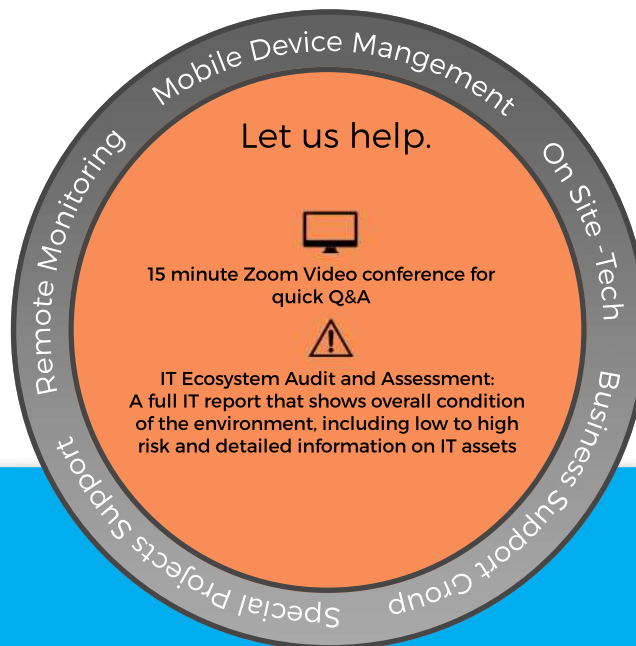 Mobile Device Mangement
On Site -Tech
Business Support Group
Special Projects Support
Remote Monitoring
Let us help.
15 minute Zoom Video conference for
quick Q&A
IT Ecosystem Audit and Assessment:
A full IT report that shows overall condition
of the environment, including low to high
risk and detailed information on IT assets